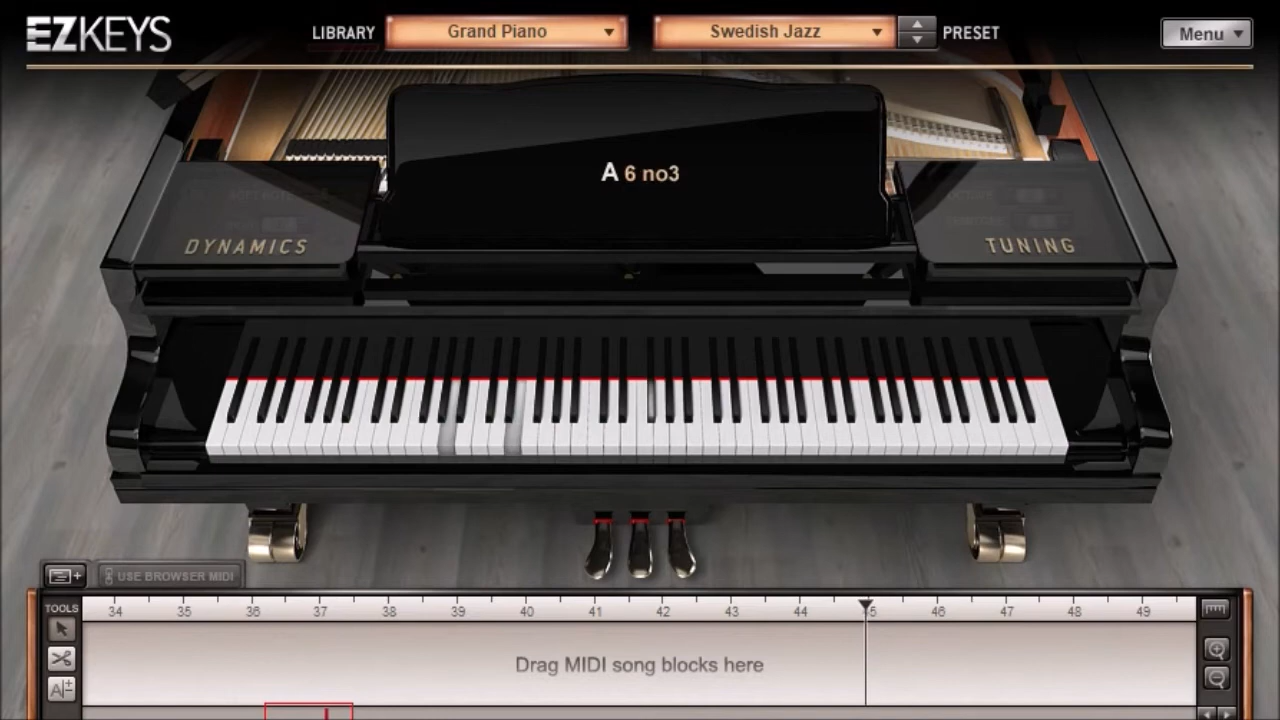 EZKEYS
LIBRARY
Grand Piano
Swedish Jazz
PRESET
Menu
A 6 no3
DYNAMICS
TUNING
USE BROWSER MIDI
TOOLS
34 35 36 37 38 39 40 41 42 43 44 45 46 47 48 49
Drag MIDI song blocks here